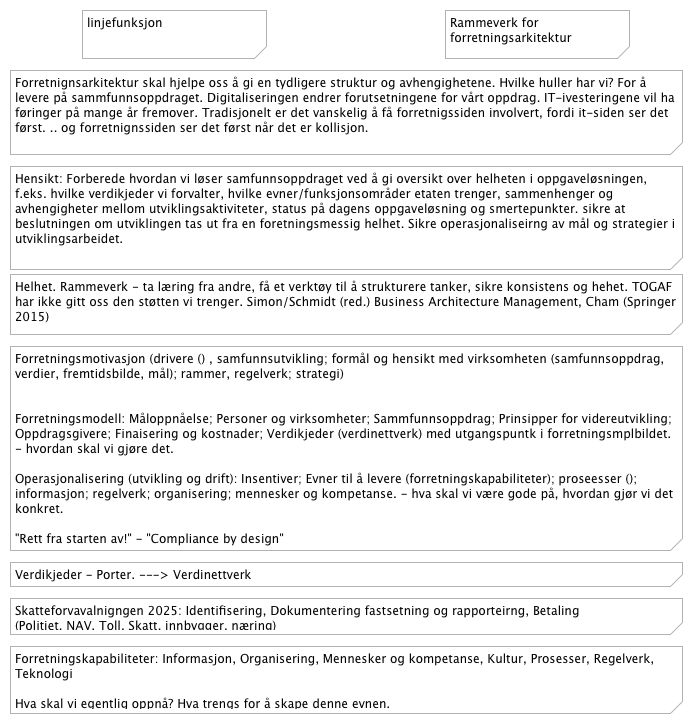 linjefunksjon
Rammeverk for
forretningsarkitektur
Forretnignsarkitektur skal hjelpe oss å gi en tydligere struktur og avhengighetene. Hvilke huller har vi? For å
levere på sammfunnsoppdraget. Digitaliseringen endrer forutsetningene for vårt oppdrag. IT-ivesteringene vil ha
føringer på mange år fremover. Tradisjonelt er det vanskelig å få forretnigssiden involvert, fordi it-siden ser det
først. .. og forretnignssiden ser det først når det er kollisjon.
Hensikt: Forberede hvordan vi løser samfunnsoppdraget ved å gi oversikt over helheten i oppgaveløsningen,
f.eks. hvilke verdikjeder vi forvalter, hvilke evner/funksjonsområder etaten trenger, sammenhenger og
avhengigheter mellom utviklingsaktiviteter, status på dagens oppgaveløsning og smertepunkter. sikre at
beslutningen om utviklingen tas ut fra en foretningsmessig helhet. Sikre operasjonaliseirng av mål og strategier i
utviklingsarbeidet.
Helhet. Rammeverk - ta læring fra andre, få et verktøy til å strukturere tanker, sikre konsistens og hehet. TOGAF
har ikke gitt oss den støtten vi trenger. Simon/Schmidt (red.) Business Architecture Management, Cham (Springer
2015)
Forretningsmotivasjon (drivere () , samfunnsutvikling; formål og hensikt med virksomheten (samfunnsoppdrag,
verdier, fremtidsbilde, mål); rammer, regelverk; strategi)
Forretningsmodell: Måloppnåelse; Personer og virksomheter; Sammfunnsoppdrag; Prinsipper for videreutvikling;
Oppdragsgivere; Finaisering og kostnader; Verdikjeder (verdinettverk) med utgangspuntk i forretningsmplbildet.
- hvordan skal vi gjøre det.
Operasjonalisering (utvikling og drift): Insentiver; Evner til å levere (forretningskapabiliteter); proseesser ();
informasjon; regelverk; organisering; mennesker og kompetanse. - hva skal vi være gode på, hvordan gjør vi det
konkret.
"Rett fra starten av!" - "Compliance by design"
Verdikjeder - Porter. ---> Verdinettverk
Skatteforvavalnigngen 2025: Identifisering, Dokumentering fastsetning og rapporteirng, Betaling
(Politiet, NAV, Toll, Skatt, innbygger, næring)
Forretningskapabiliteter: Informasjon, Organisering, Mennesker og kompetanse, Kultur, Prosesser, Regelverk,
Teknologi
Hva skal vi egentlig oppnå? Hva trengs for å skape denne evnen.